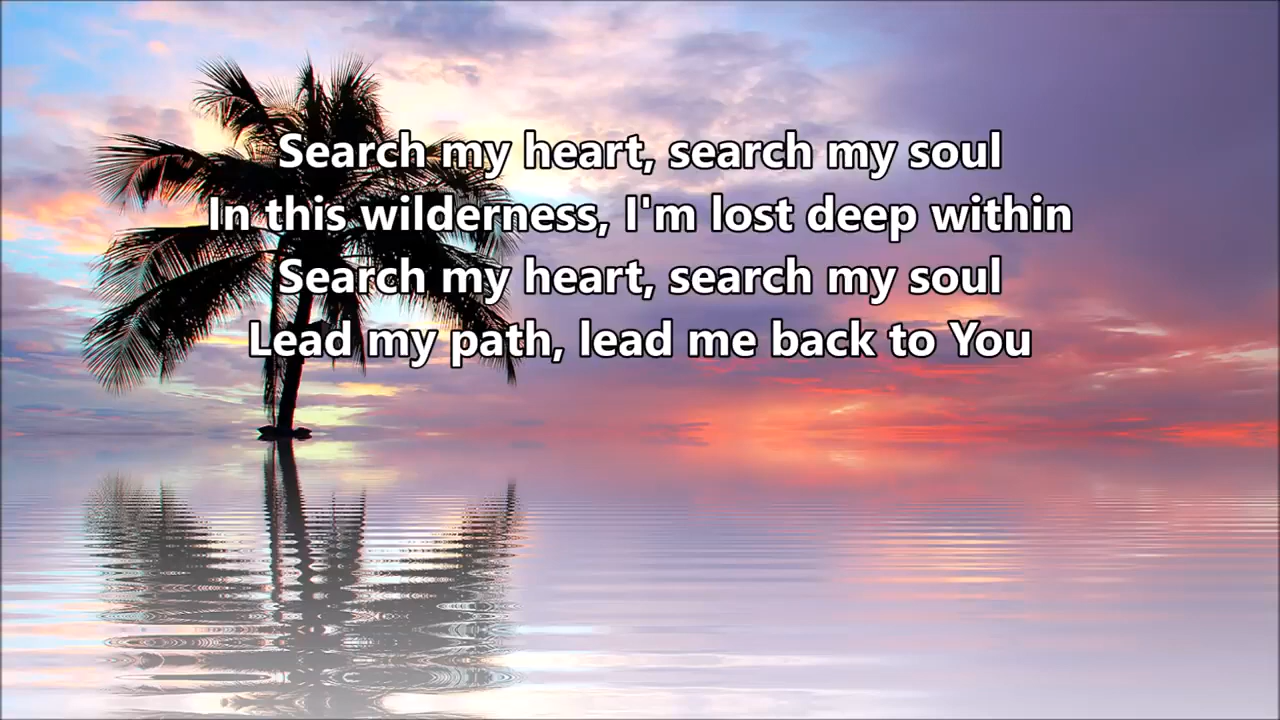 Search my heart, search my soul
In this wilderness, I'm lost deep within
Search my heart, search my soul
Lead my path, lead me back to You